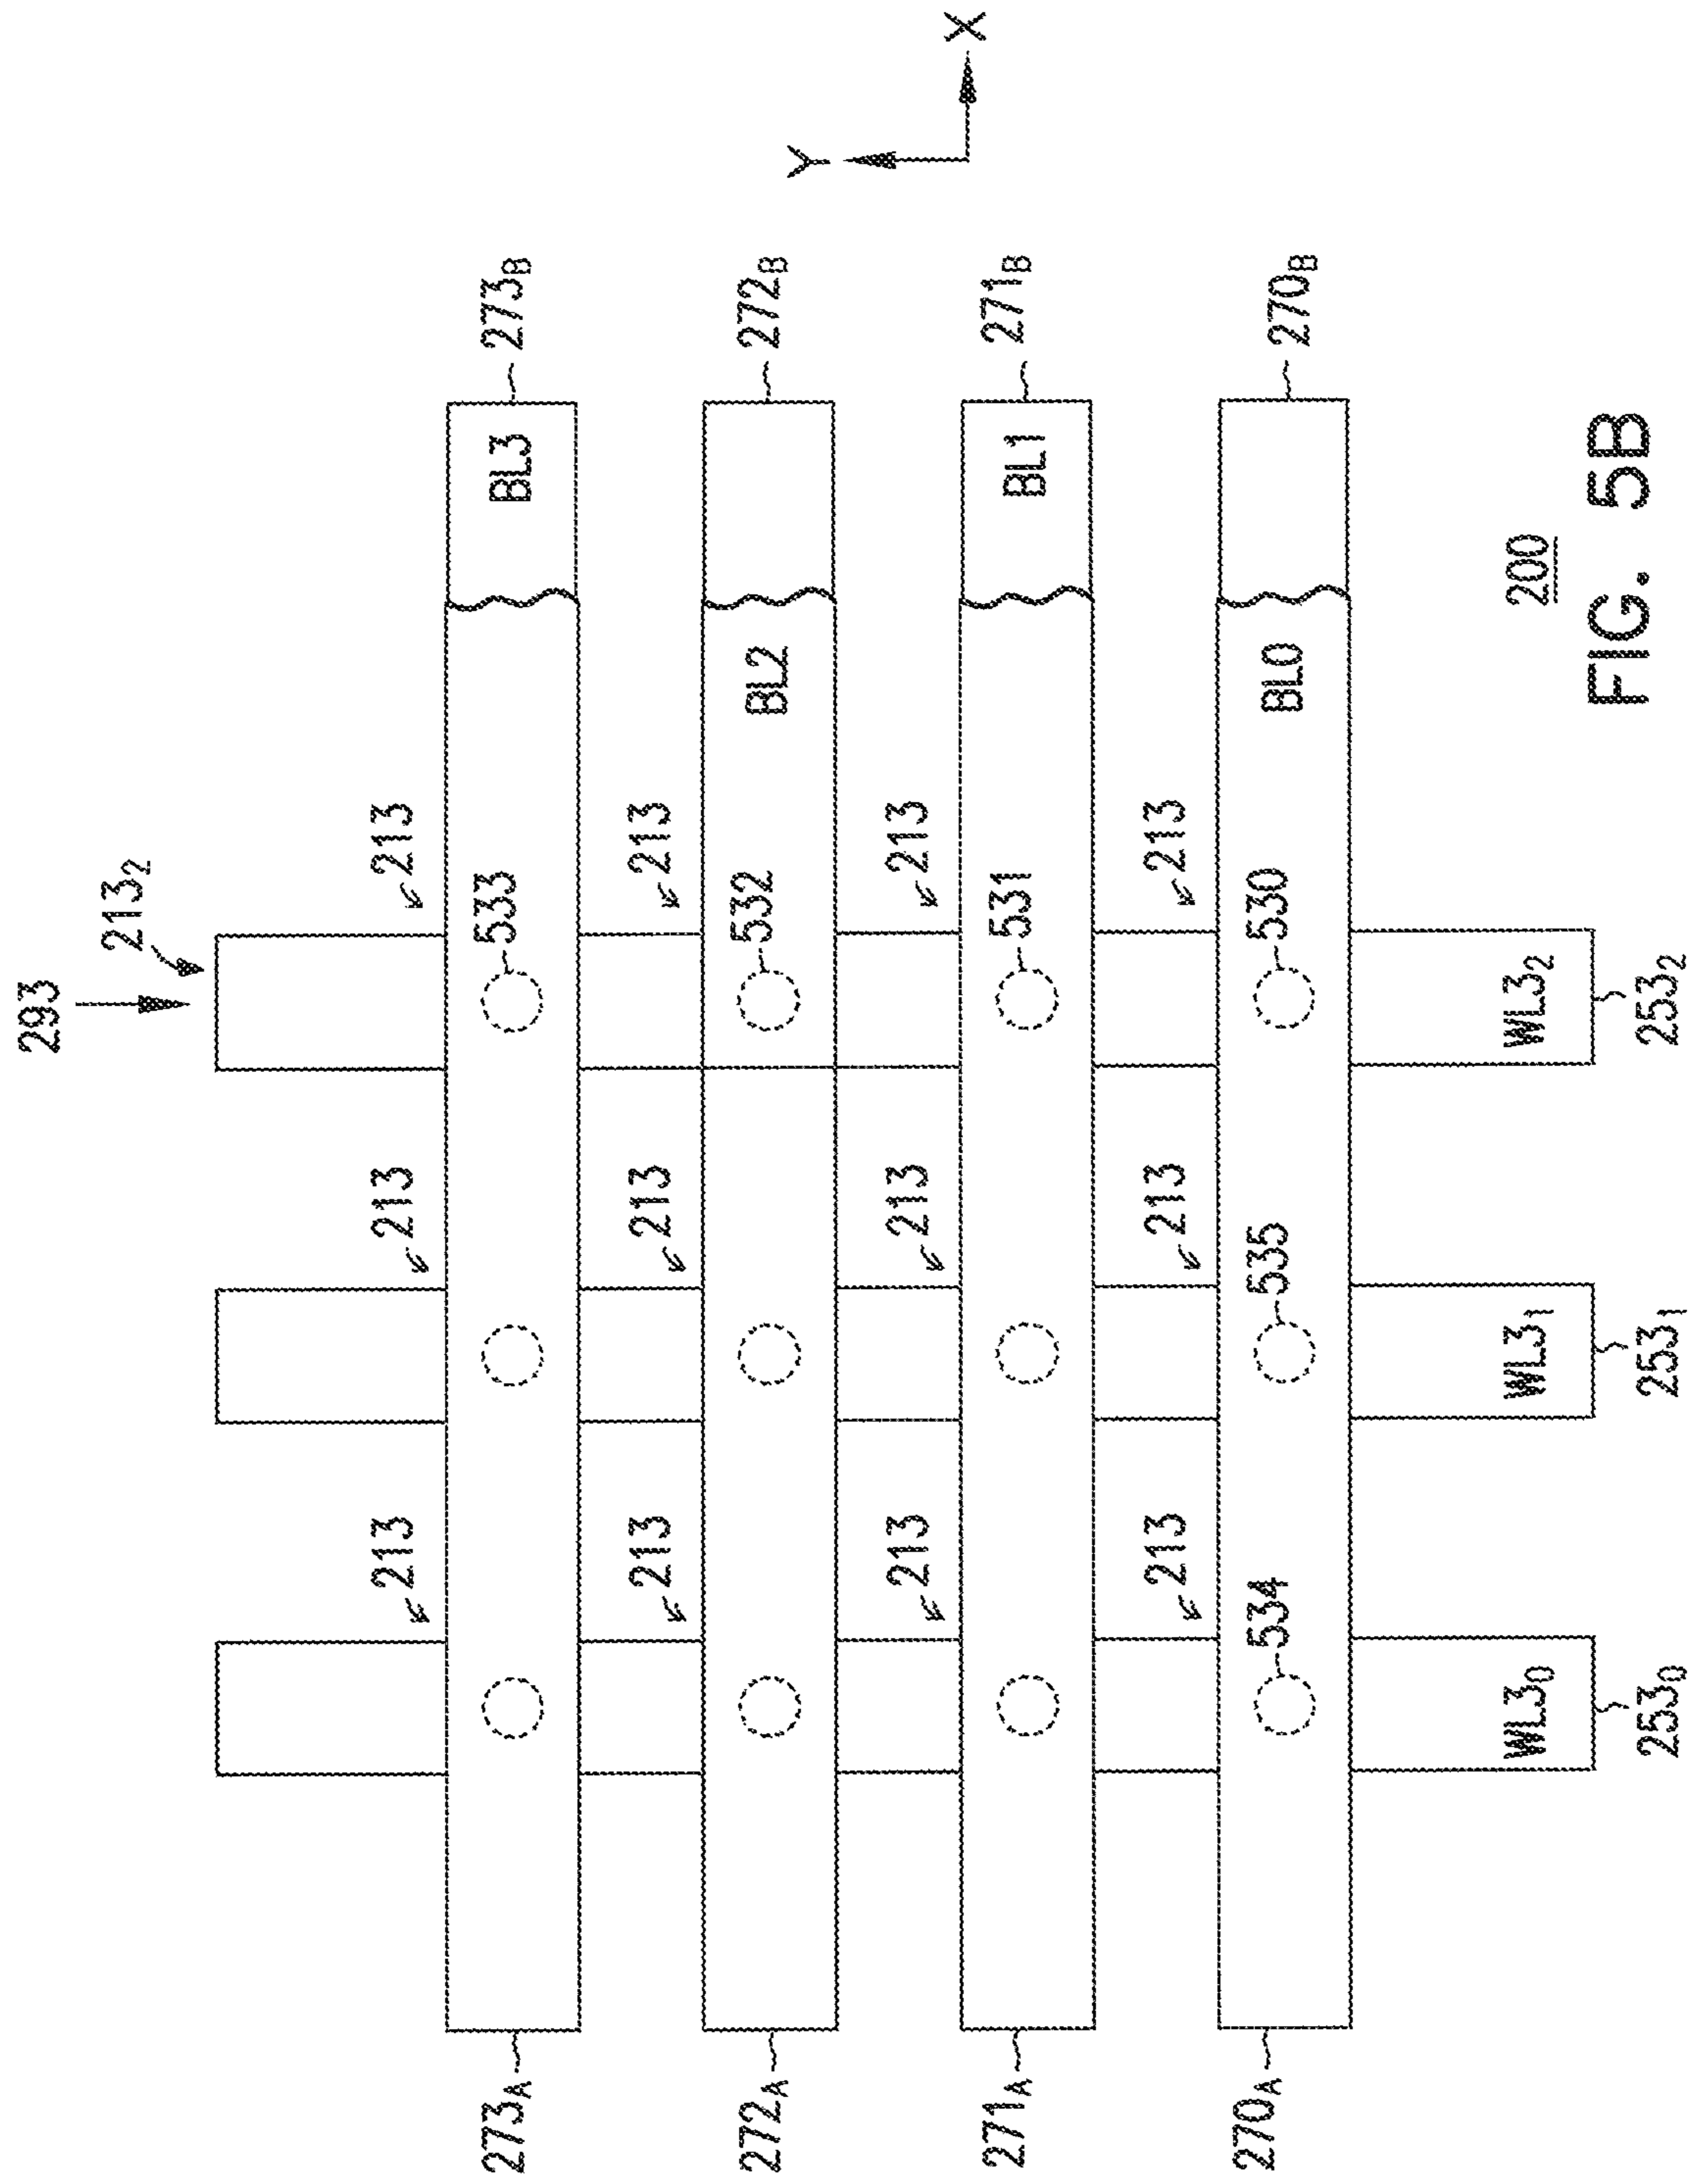 293
213₂
213 213 213
273A 533 BL3 273B
213 213 213
272A 532 BL2 272B
Y
213 213 213
X
271A 531 BL1 271B
213 213 213
270A 534 535 530 BL0 270B
WL3₀ WL3₁ WL3₂
253₀ 253₁ 253₂
200
FIG. 5B